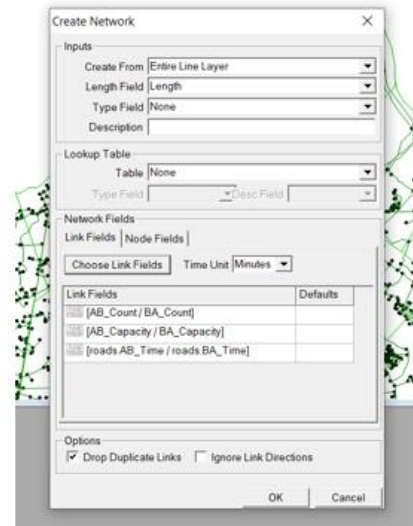 Create Network
Inputs
Create From Entire Line Layer
Length Field Length
Type Field None
Description
Lookup Table
Table None
Type Field Desc Field
Network Fields
Link Fields Node Fields
Choose Link Fields Time Unit Minutes
Link Fields Defaults
[AB_Count / BA_Count]
[AB_Capacity / BA_Capacity]
[roads.AB_Time / roads.BA_Time]
Options
Drop Duplicate Links Ignore Link Directions
OK Cancel